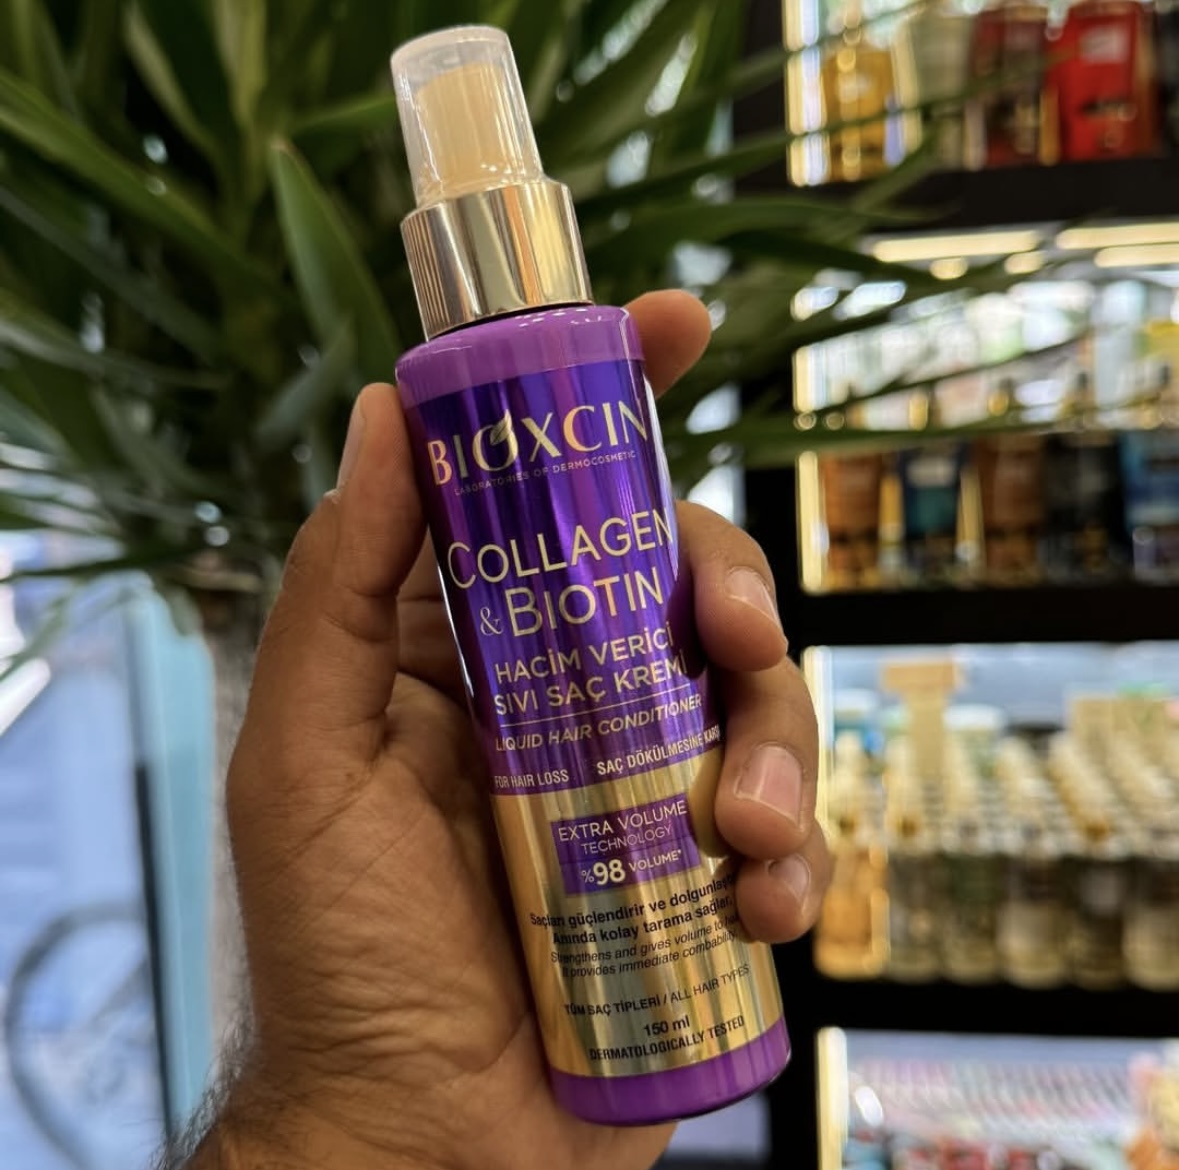 BIOXCIN
LABORATORIES OF DERMOCOSMETIC
COLLAGEN
& BIOTIN
HACİM VERİCİ
SIVI SAÇ KREMİ
LIQUID HAIR CONDITIONER
FOR HAIR LOSS SAÇ DÖKÜLMESİNE KARŞI
EXTRA VOLUME
TECHNOLOGY
%98 VOLUME*
Saçları güçlendirir ve
Anında kolay tarama sağlar.
Strengthens and gives volume to
It provides immediate combability.
TÜM SAÇ TİPLERİ / ALL HAIR TYPES
150 ml
DERMATOLOGICALLY TESTED